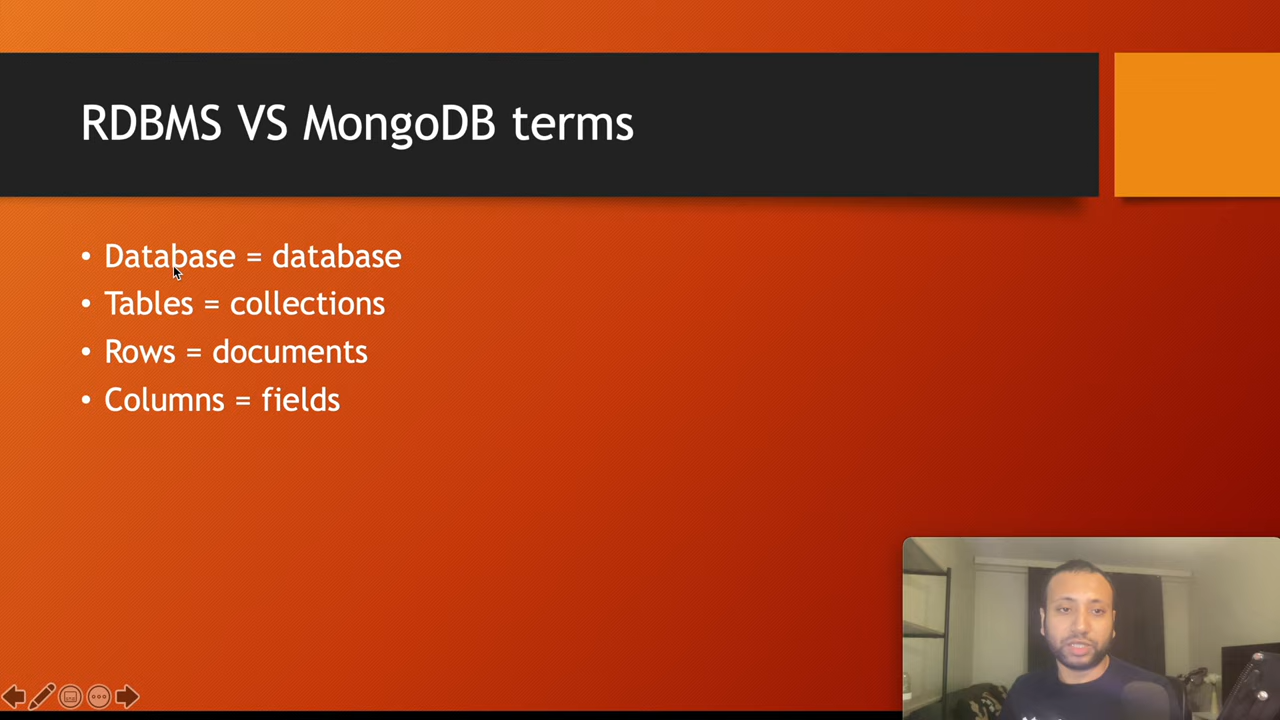 RDBMS VS MongoDB terms
• Database = database
• Tables = collections
• Rows = documents
• Columns = fields